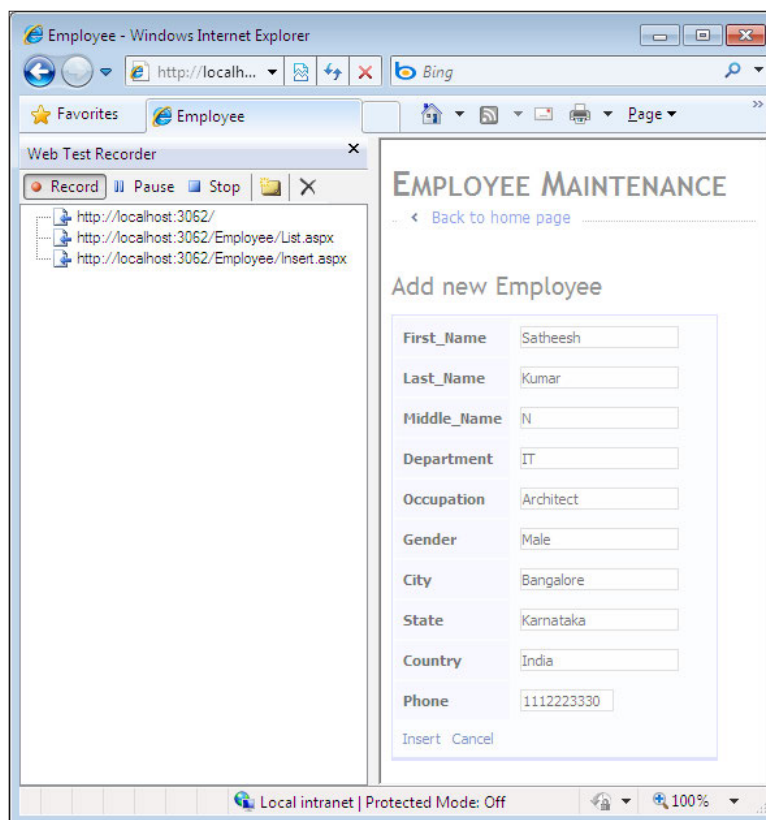 Employee - Windows Internet Explorer
http://localh...
Bing
Favorites
Employee
Page
Web Test Recorder
Record Pause Stop
http://localhost:3062/
http://localhost:3062/Employee/List.aspx
http://localhost:3062/Employee/Insert.aspx
EMPLOYEE MAINTENANCE
Back to home page
Add new Employee
First_Name Satheesh
Last_Name Kumar
Middle_Name N
Department IT
Occupation Architect
Gender Male
City Bangalore
State Karnataka
Country India
Phone 1112223330
Insert Cancel
Local intranet | Protected Mode: Off
100%